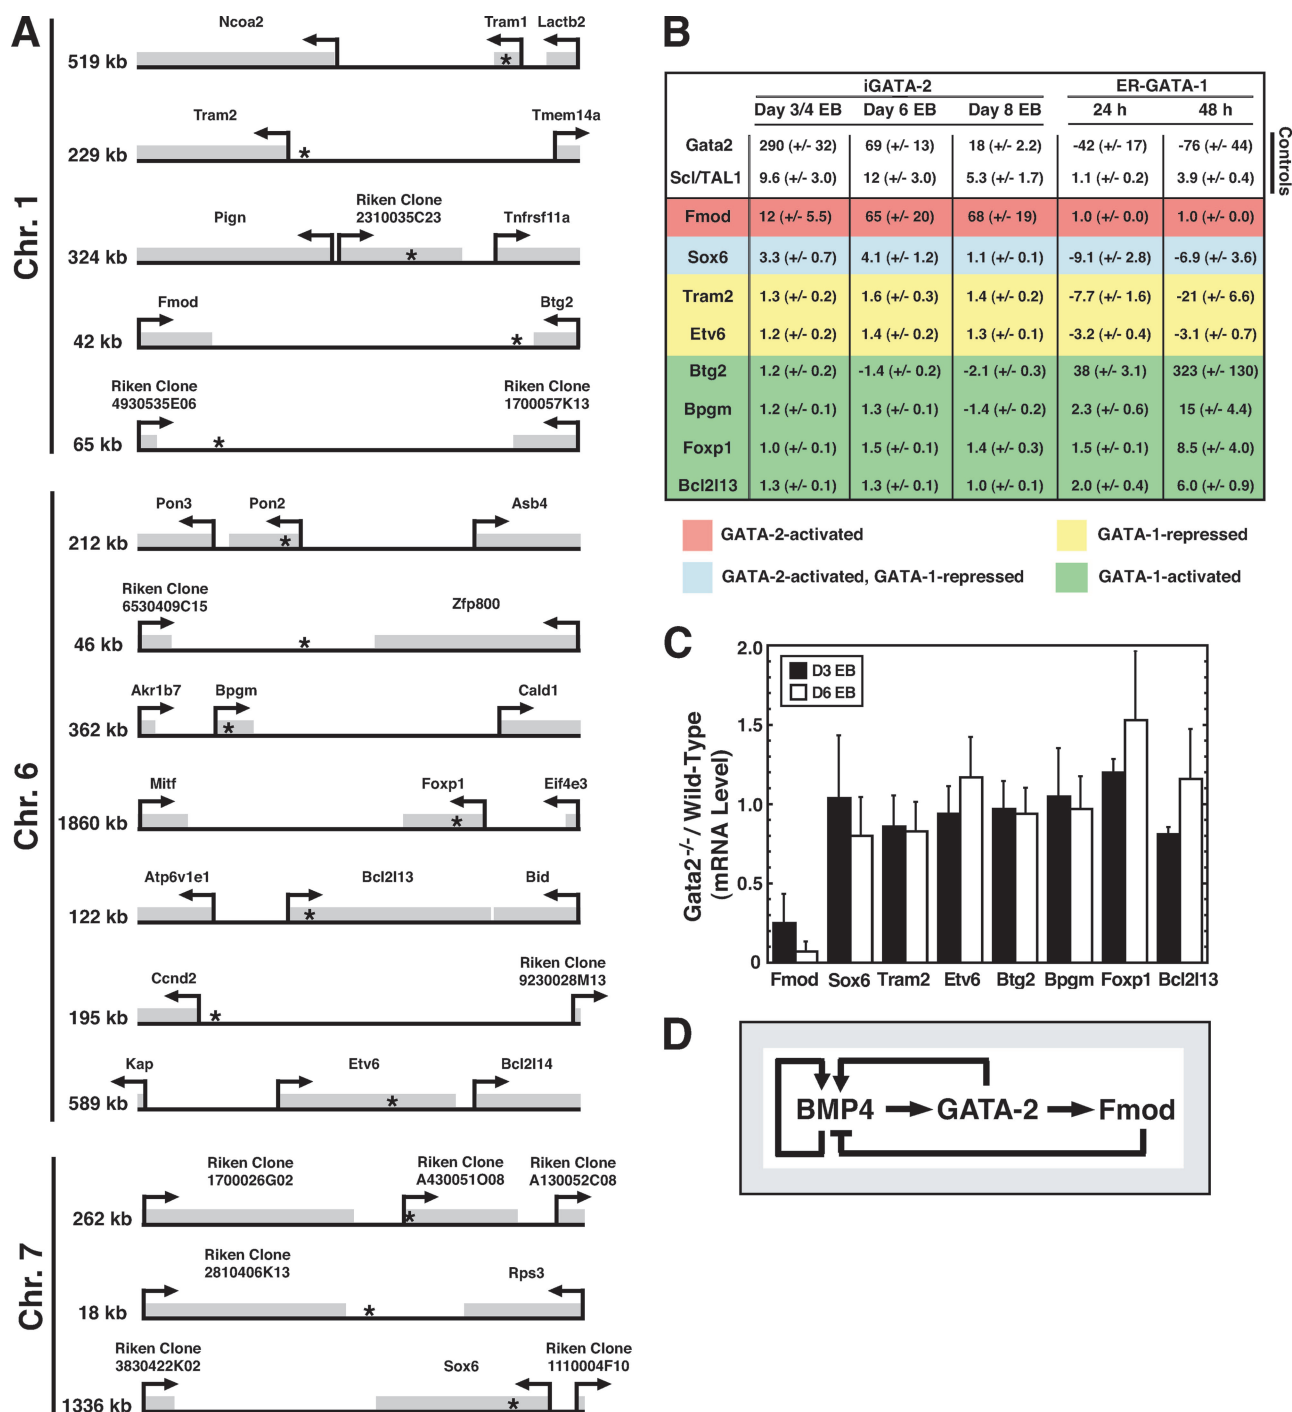 A
Chr. 1
Ncoa2
Tram1
Lactb2
519 kb
*
Tram2
Tmem14a
229 kb
*
Pign
Riken Clone
2310035C23
Tnfrsf11a
324 kb
*
Fmod
Btg2
42 kb
*
Riken Clone
4930535E06
Riken Clone
1700057K13
65 kb
*
Chr. 6
Pon3
Pon2
Asb4
212 kb
*
Riken Clone
6530409C15
Zfp800
46 kb
*
Akr1b7
Bpgm
Cald1
362 kb
*
Mitf
Foxp1
Eif4e3
1860 kb
*
Atp6v1e1
Bcl2l13
Bid
122 kb
*
Ccnd2
Riken Clone
9230028M13
195 kb
*
Kap
Etv6
Bcl2l14
589 kb
*
Chr. 7
Riken Clone
1700026G02
Riken Clone
A430051O08
Riken Clone
A130052C08
262 kb
*
Riken Clone
2810406K13
Rps3
18 kb
*
Riken Clone
3830422K02
Sox6
Riken Clone
1110004F10
1336 kb
*
B
iGATA-2 ER-GATA-1
Day 3/4 EB Day 6 EB Day 8 EB 24 h 48 h
Gata2 290 (+/- 32) 69 (+/- 13) 18 (+/- 2.2) -42 (+/- 17) -76 (+/- 44)
Scl/TAL1 9.6 (+/- 3.0) 12 (+/- 3.0) 5.3 (+/- 1.7) 1.1 (+/- 0.2) 3.9 (+/- 0.4)
Controls
Fmod 12 (+/- 5.5) 65 (+/- 20) 68 (+/- 19) 1.0 (+/- 0.0) 1.0 (+/- 0.0)
Sox6 3.3 (+/- 0.7) 4.1 (+/- 1.2) 1.1 (+/- 0.1) -9.1 (+/- 2.8) -6.9 (+/- 3.6)
Tram2 1.3 (+/- 0.2) 1.6 (+/- 0.3) 1.4 (+/- 0.2) -7.7 (+/- 1.6) -21 (+/- 6.6)
Etv6 1.2 (+/- 0.2) 1.4 (+/- 0.2) 1.3 (+/- 0.1) -3.2 (+/- 0.4) -3.1 (+/- 0.7)
Btg2 1.2 (+/- 0.2) -1.4 (+/- 0.2) -2.1 (+/- 0.3) 38 (+/- 3.1) 323 (+/- 130)
Bpgm 1.2 (+/- 0.1) 1.3 (+/- 0.1) -1.4 (+/- 0.2) 2.3 (+/- 0.6) 15 (+/- 4.4)
Foxp1 1.0 (+/- 0.1) 1.5 (+/- 0.1) 1.4 (+/- 0.3) 1.5 (+/- 0.1) 8.5 (+/- 4.0)
Bcl2l13 1.3 (+/- 0.1) 1.3 (+/- 0.1) 1.0 (+/- 0.1) 2.0 (+/- 0.4) 6.0 (+/- 0.9)
GATA-2-activated
GATA-1-repressed
GATA-2-activated, GATA-1-repressed
GATA-1-activated
C
Gata2-/-/ Wild-Type
(mRNA Level)
2.0
1.5
1.0
0.5
0
D3 EB
D6 EB
Fmod Sox6 Tram2 Etv6 Btg2 Bpgm Foxp1 Bcl2l13
D
BMP4 GATA-2 Fmod